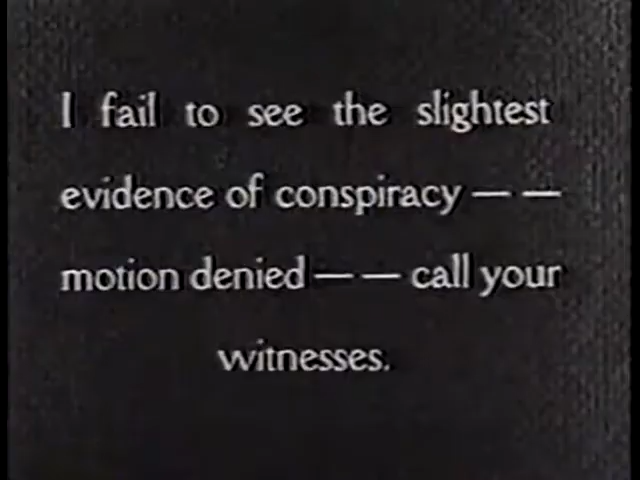 I fail to see the slightest
evidence of conspiracy — —
motion denied — — call your
witnesses.